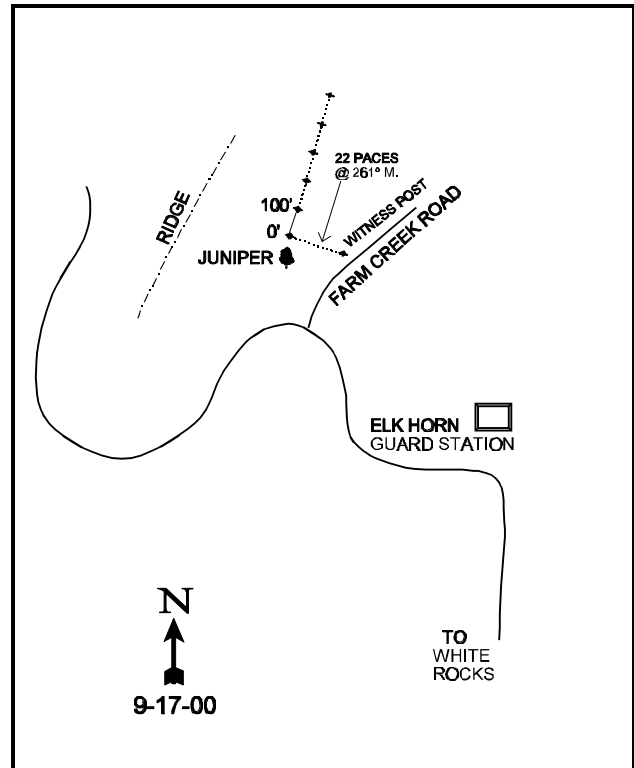 22 PACES
@ 261º M.
RIDGE
100'
WITNESS POST
0'
JUNIPER
FARM CREEK ROAD
ELK HORN
GUARD STATION
N
9-17-00
TO
WHITE
ROCKS